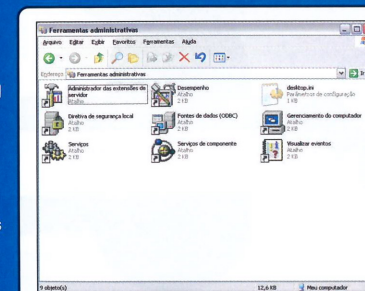 Ferramentas administrativas
Arquivo Editar Exibir Favoritos Ferramentas Ajuda
Endereço Ferramentas administrativas Ir
Administrador das extensões de servidor
Atalho
2 KB
Desempenho
Atalho
2 KB
desktop.ini
Parâmetros de configuração
1 KB
Diretiva de segurança local
Atalho
2 KB
Fontes de dados (ODBC)
Atalho
2 KB
Gerenciamento do computador
Atalho
2 KB
Serviços
Atalho
2 KB
Serviços de componente
Atalho
2 KB
Visualizar eventos
Atalho
2 KB
9 objeto(s) 12,6 KB Meu computador